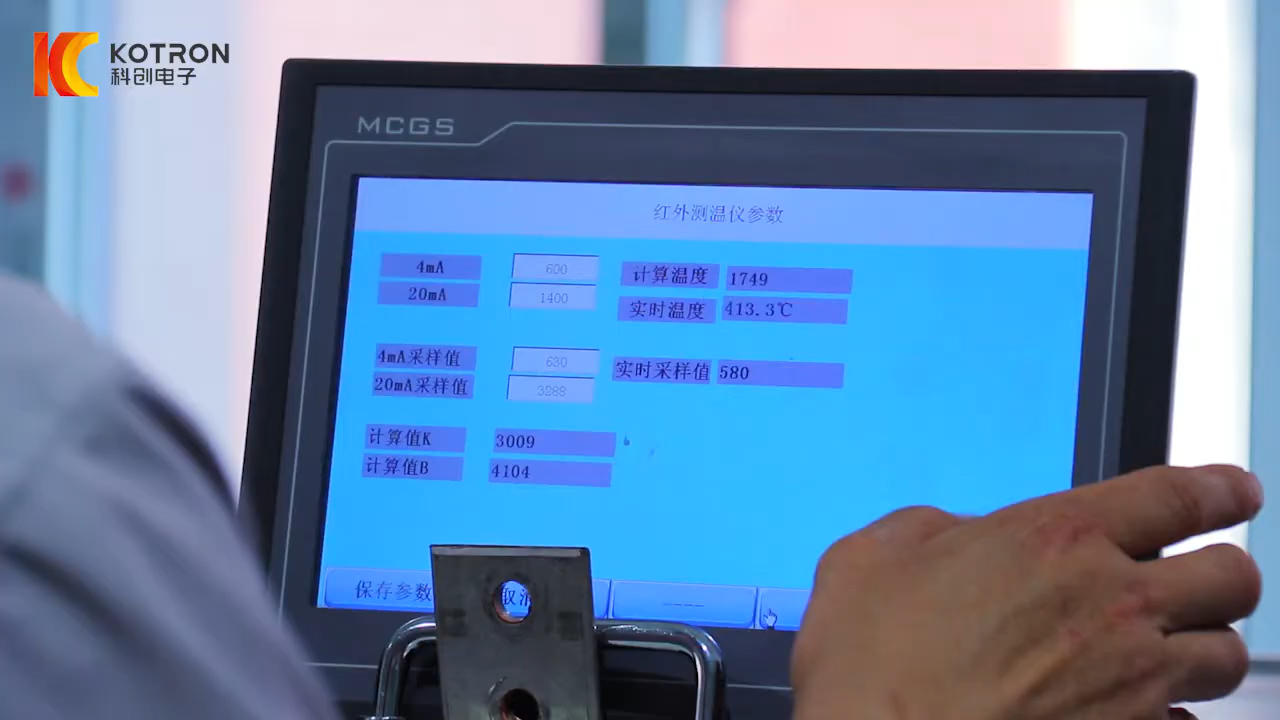 KOTRON
科创电子
MCGS
红外测温仪参数
4mA 600 计算温度 1749
20mA 1400 实时温度 413.3℃
4mA采样值 630 实时采样值 580
20mA采样值 3288
计算值K 3009
计算值B 4104
保存参数 取消 ----